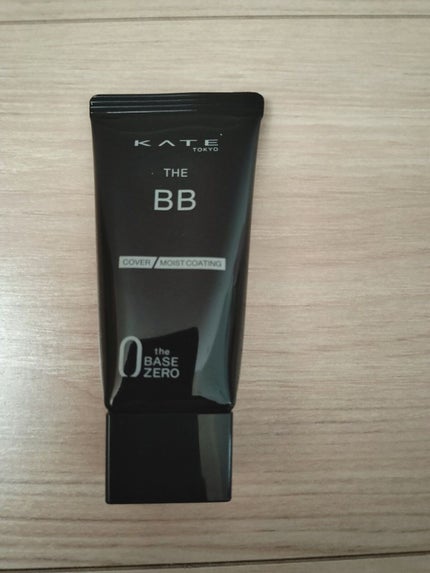 KATE
TOKYO
THE
BB
COVER / MOIST COATING
0 the
BASE
ZERO